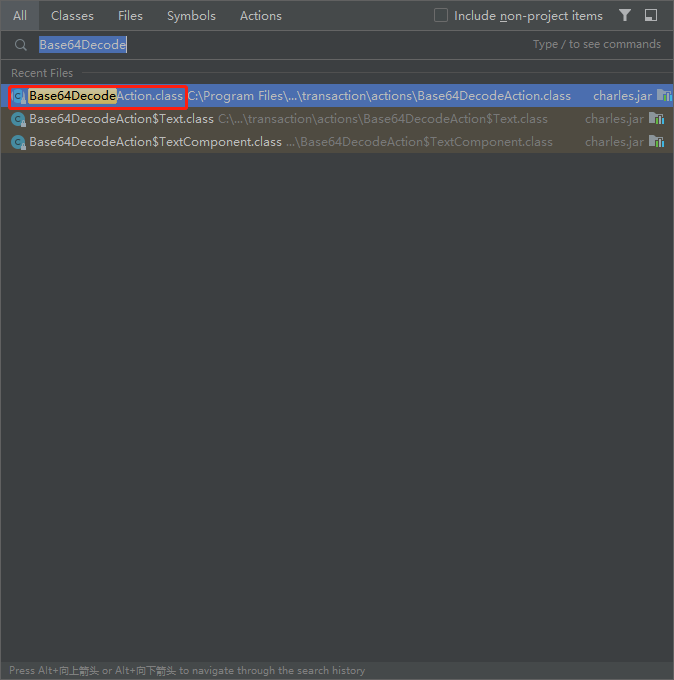 All Classes Files Symbols Actions Include non-project items
Base64Decode Type / to see commands
Recent Files
Base64DecodeAction.class C:\Program Files\...\transaction\actions\Base64DecodeAction.class charles.jar
Base64DecodeAction$Text.class C:\...\transaction\actions\Base64DecodeAction$Text.class charles.jar
Base64DecodeAction$TextComponent.class ...\Base64DecodeAction$TextComponent.class charles.jar
Press Alt+向上箭头 or Alt+向下箭头 to navigate through the search history